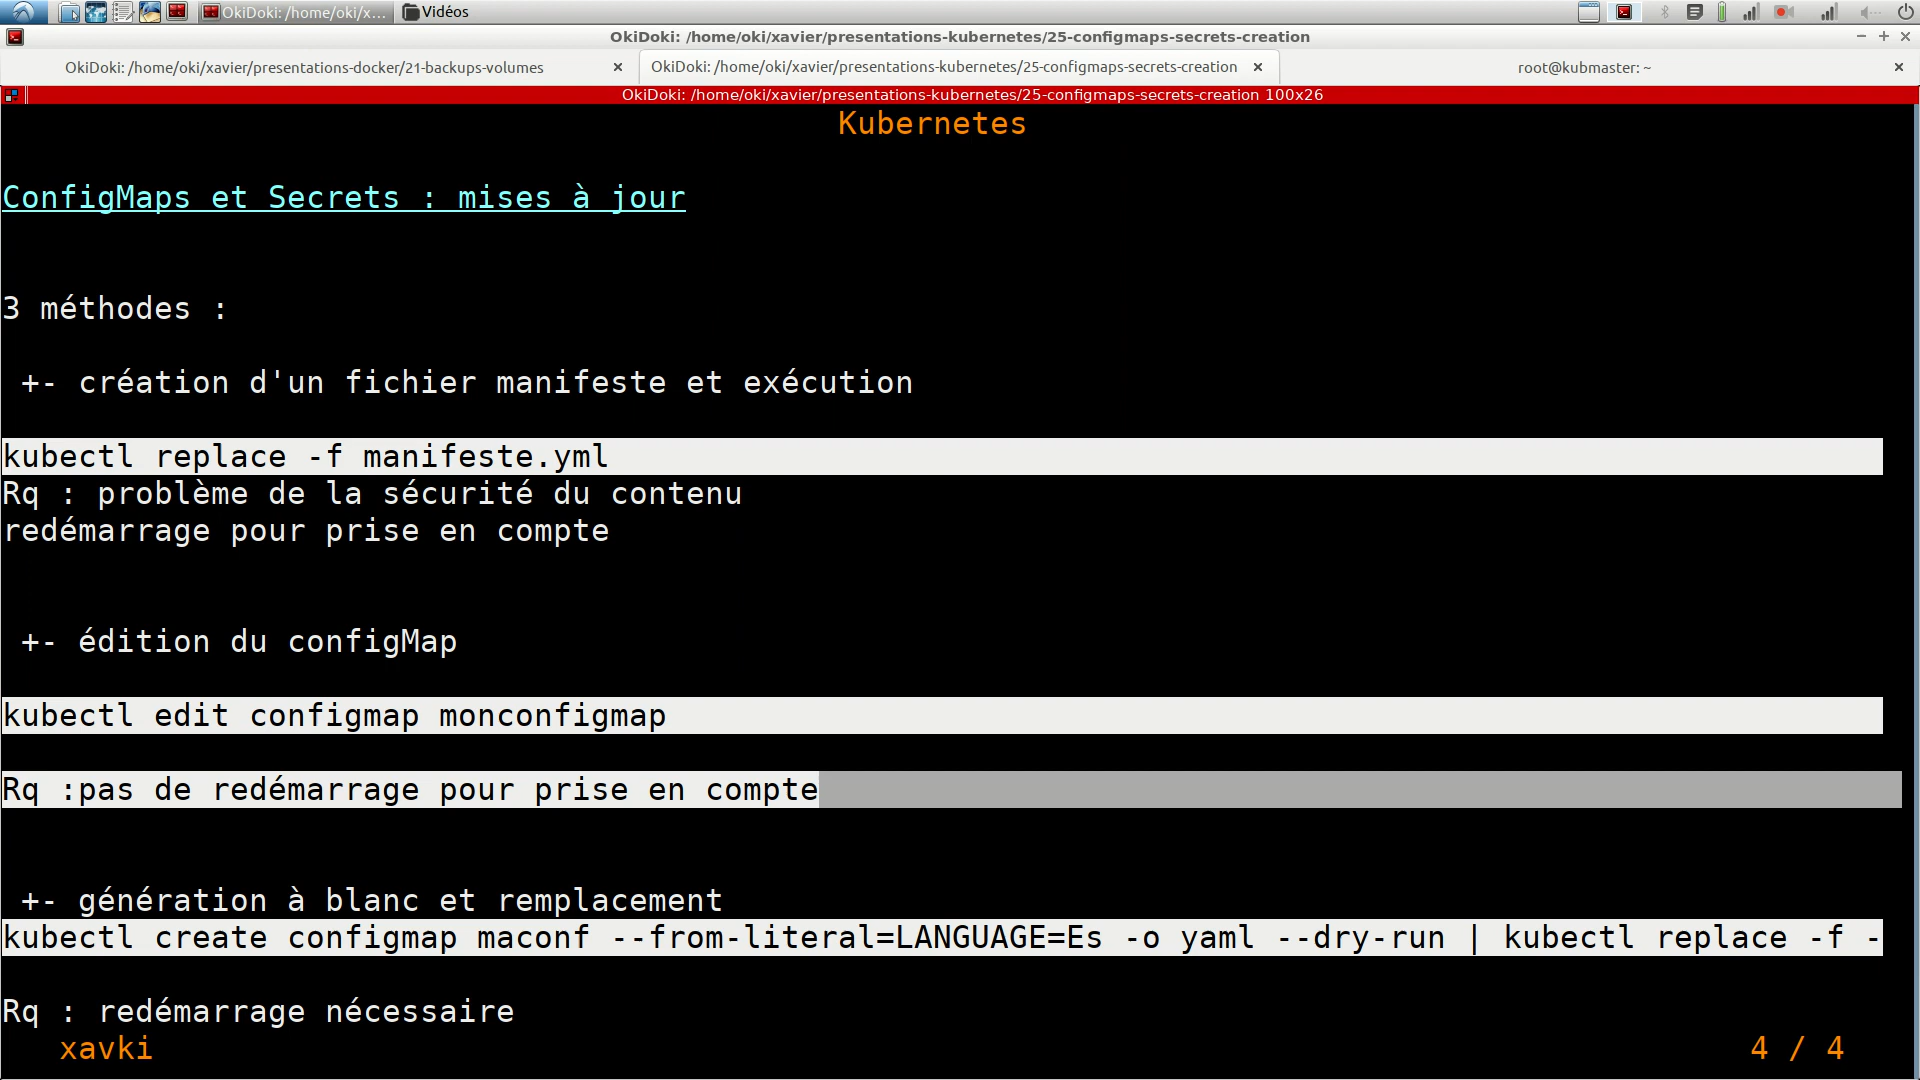 OkiDoki: /home/oki/x... Vidéos
OkiDoki: /home/oki/xavier/presentations-kubernetes/25-configmaps-secrets-creation
OkiDoki: /home/oki/xavier/presentations-docker/21-backups-volumes OkiDoki: /home/oki/xavier/presentations-kubernetes/25-configmaps-secrets-creation root@kubmaster: ~
OkiDoki: /home/oki/xavier/presentations-kubernetes/25-configmaps-secrets-creation 100x26
Kubernetes
ConfigMaps et Secrets : mises à jour
3 méthodes :
+- création d'un fichier manifeste et exécution
kubectl replace -f manifeste.yml
Rq : problème de la sécurité du contenu
redémarrage pour prise en compte
+- édition du configMap
kubectl edit configmap monconfigmap
Rq :pas de redémarrage pour prise en compte
+- génération à blanc et remplacement
kubectl create configmap maconf --from-literal=LANGUAGE=Es -o yaml --dry-run | kubectl replace -f -
Rq : redémarrage nécessaire
xavki 4 / 4